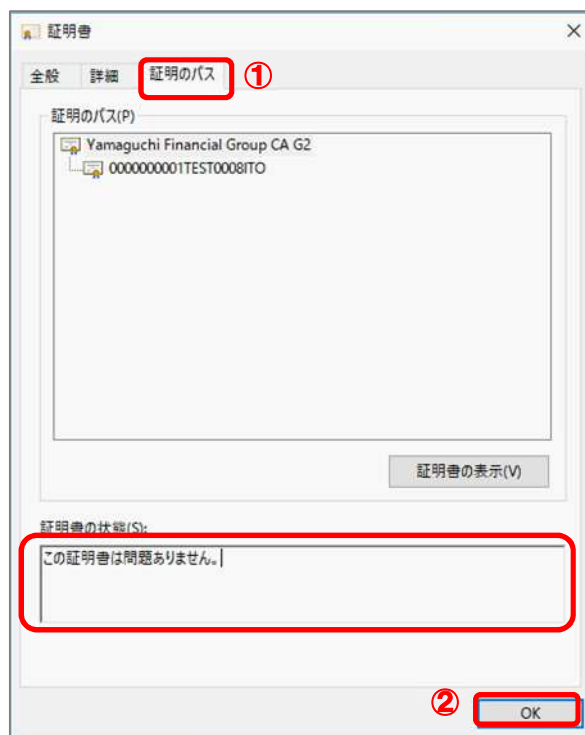 証明書
全般 詳細 証明のパス ①
証明のパス(P)
Yamaguchi Financial Group CA G2
0000000001TEST0008ITO
証明書の表示(V)
証明書の状態(S):
この証明書は問題ありません。
② OK